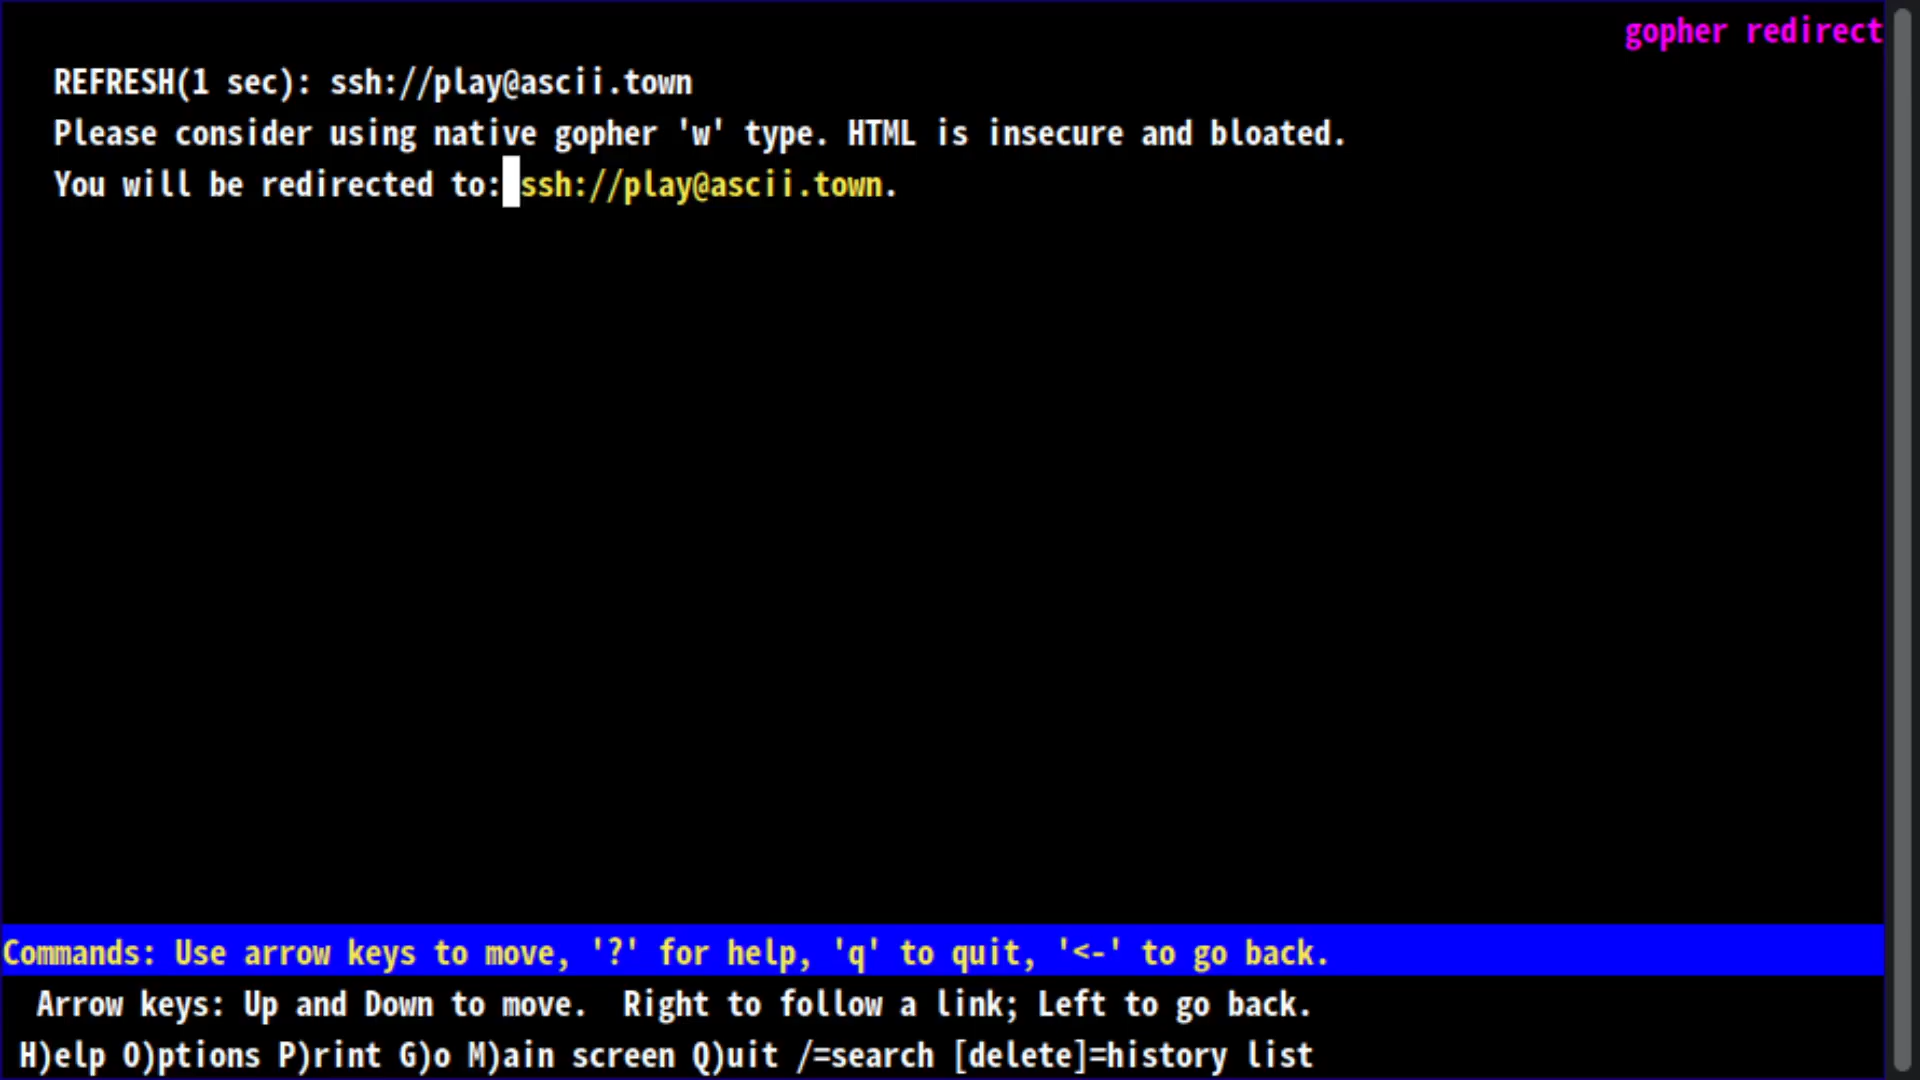 gopher redirect
REFRESH(1 sec): ssh://play@ascii.town
Please consider using native gopher 'w' type. HTML is insecure and bloated.
You will be redirected to: ssh://play@ascii.town.
Commands: Use arrow keys to move, '?' for help, 'q' to quit, '<-' to go back.
Arrow keys: Up and Down to move.  Right to follow a link; Left to go back.
H)elp O)ptions P)rint G)o M)ain screen Q)uit /=search [delete]=history list